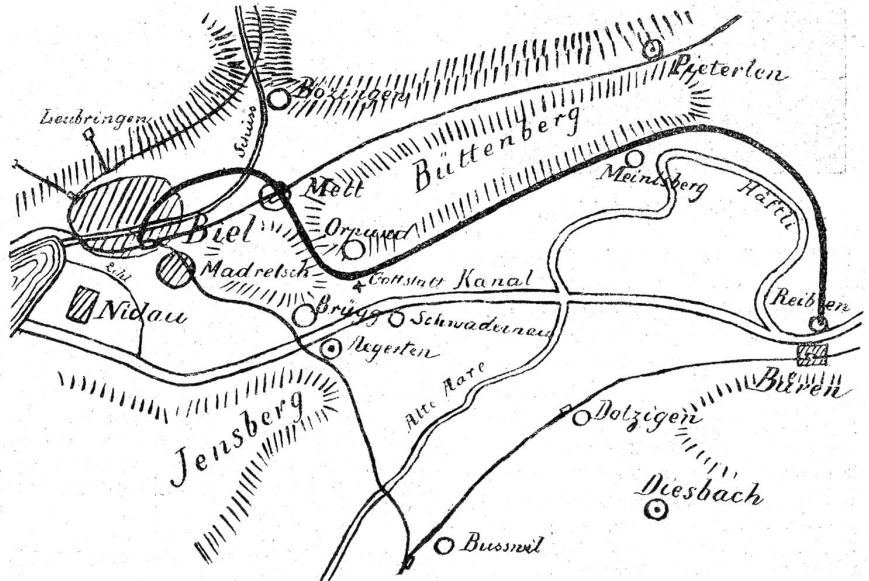 Pieterlen
Bözingen
Leubringen
Schüss
Büttenberg
Meinisberg
Mett
Häftli
Orpund
Biel
Madretsch
Gottstatt
Kanal
Nidau
Brügg
Schwadernau
Reiben
Aegerten
Büren
Jensberg
Alte Aare
Dotzigen
Diesbach
Busswil